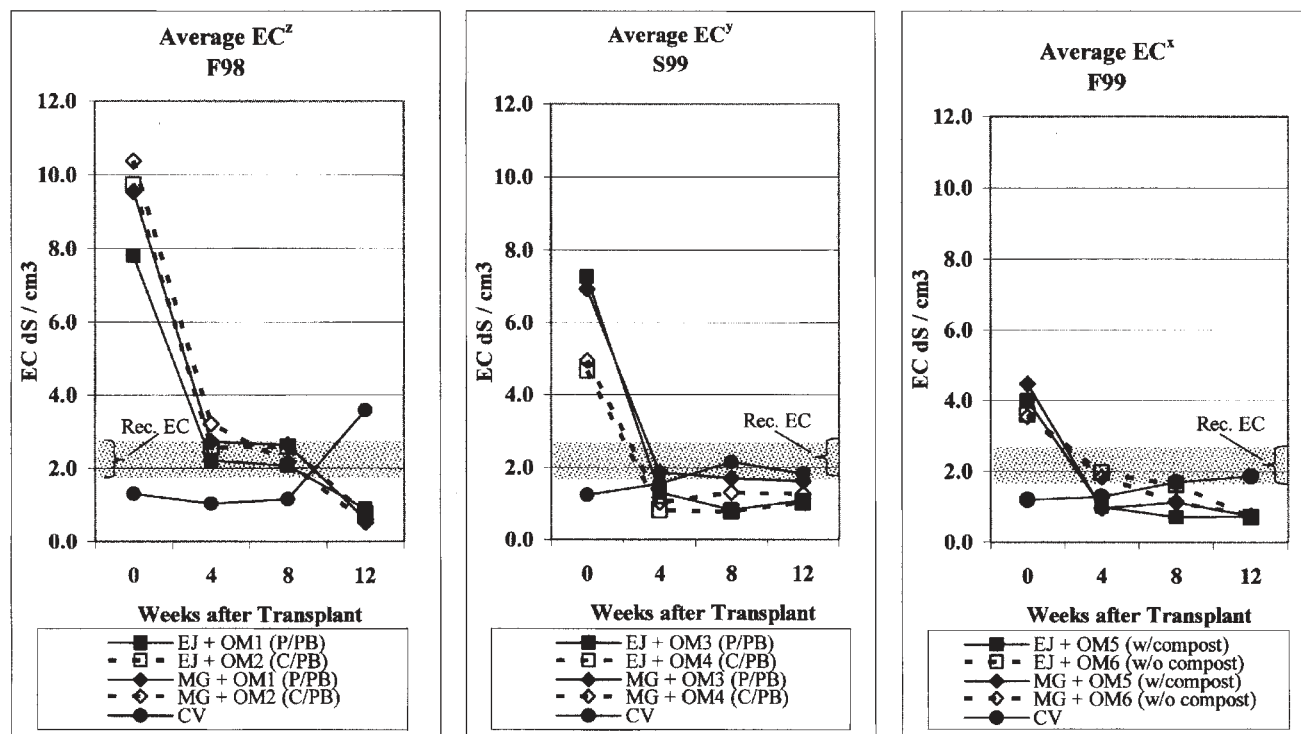 Average ECᶻ
F98
12.0
10.0
8.0
6.0
4.0
2.0
0.0
EC dS / cm3
Rec. EC
0 4 8 12
Weeks after Transplant
EJ + OM1 (P/PB)
EJ + OM2 (C/PB)
MG + OM1 (P/PB)
MG + OM2 (C/PB)
CV
Average ECʸ
S99
12.0
10.0
8.0
6.0
4.0
2.0
0.0
EC dS / cm3
Rec. EC
0 4 8 12
Weeks after Transplant
EJ + OM3 (P/PB)
EJ + OM4 (C/PB)
MG + OM3 (P/PB)
MG + OM4 (C/PB)
CV
Average ECˣ
F99
12.0
10.0
8.0
6.0
4.0
2.0
0.0
EC dS / cm3
Rec. EC
0 4 8 12
Weeks after Transplant
EJ + OM5 (w/compost)
EJ + OM6 (w/o compost)
MG + OM5 (w/compost)
MG + OM6 (w/o compost)
CV